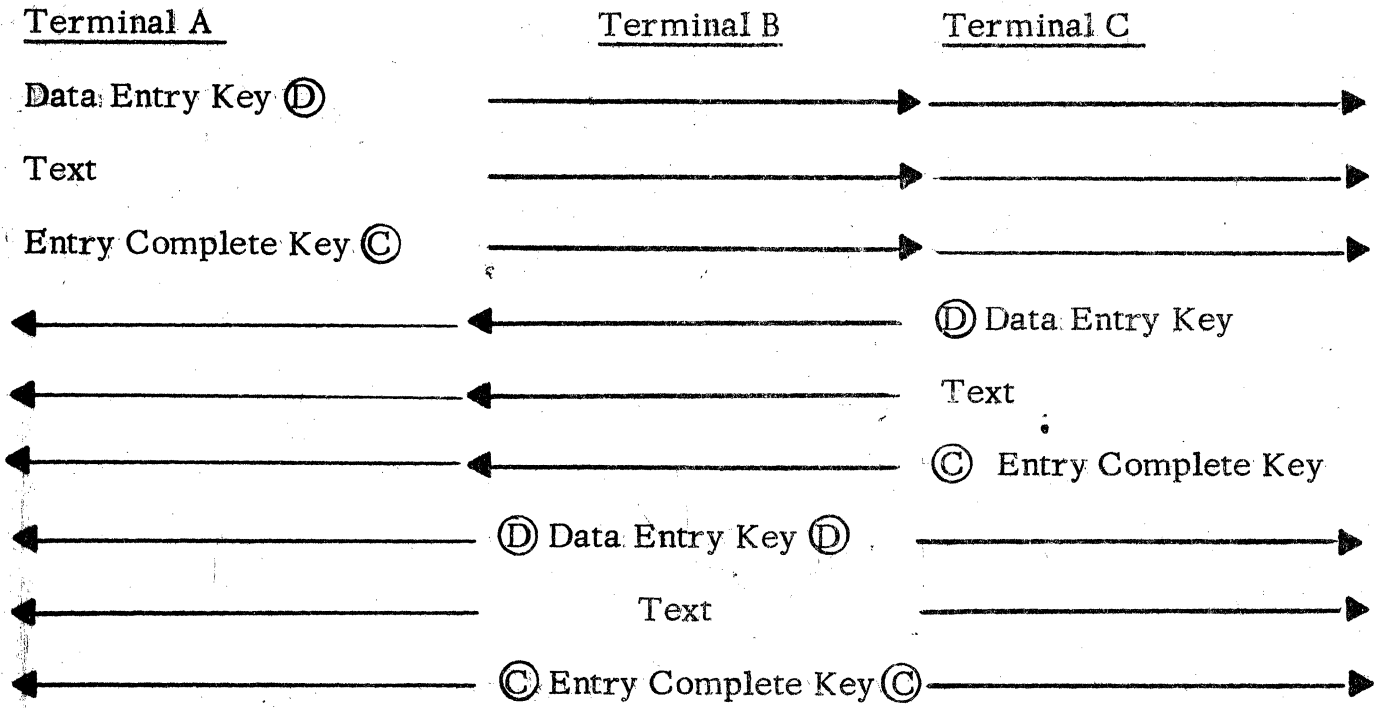 Terminal A Terminal B Terminal C
Data Entry Key Ⓓ
Text
Entry Complete Key Ⓒ
Ⓓ Data Entry Key
Text
Ⓒ Entry Complete Key
Ⓓ Data Entry Key Ⓓ
Text
Ⓒ Entry Complete Key Ⓒ